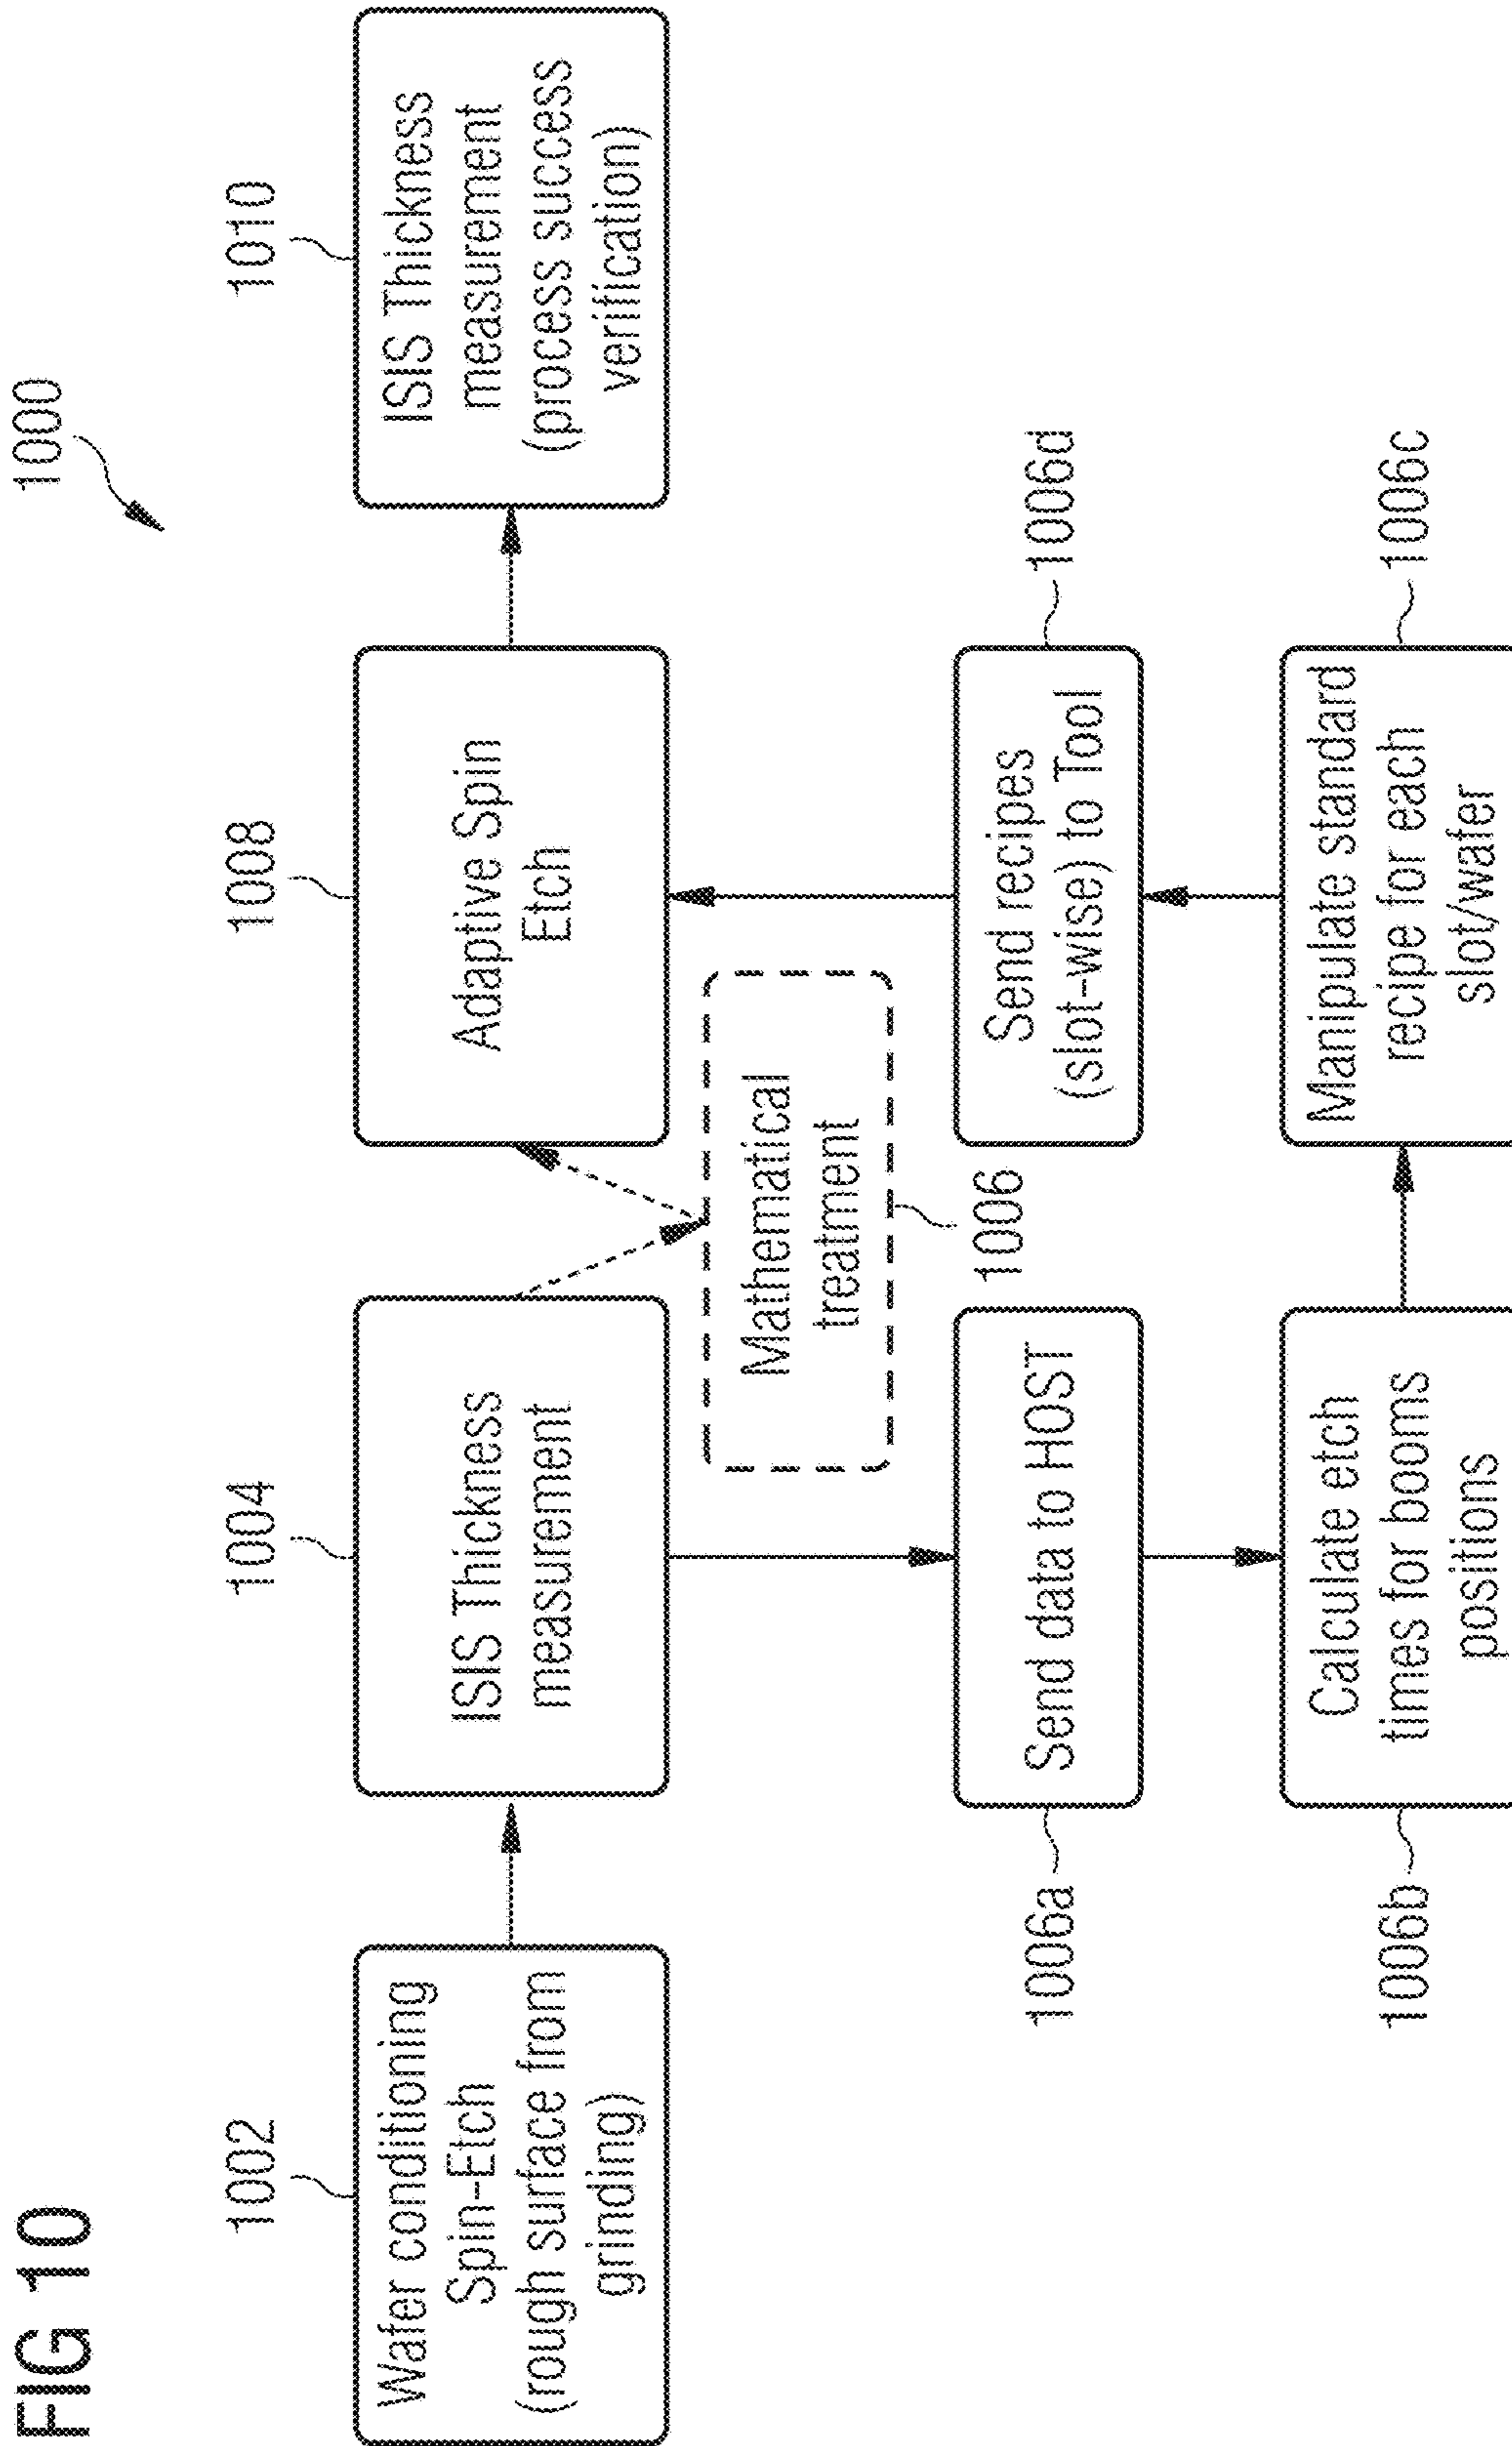 FIG 10
1000
1002
Wafer conditioning
Spin-Etch
(rough surface from
grinding)
1004
ISIS Thickness
measurement
1008
Adaptive Spin
Etch
1010
ISIS Thickness
measurement
(process success
verification)
Mathematical
treatment
1006
1006a
Send data to HOST
Send recipes
(slot-wise) to Tool
1006d
1006b
Calculate etch
times for booms
positions
Manipulate standard
recipe for each
slot/wafer
1006c